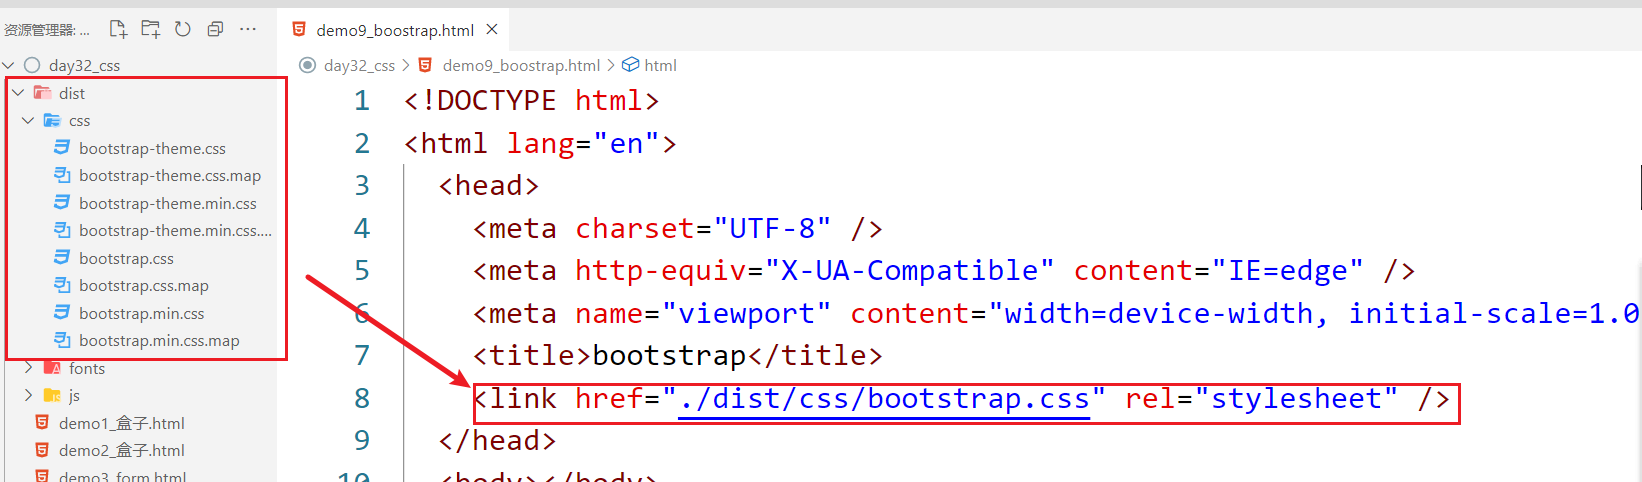 资源管理器: ...
day32_css
dist
css
bootstrap-theme.css
bootstrap-theme.css.map
bootstrap-theme.min.css
bootstrap-theme.min.css....
bootstrap.css
bootstrap.css.map
bootstrap.min.css
bootstrap.min.css.map
fonts
js
demo1_盒子.html
demo2_盒子.html
demo3_form.html
demo9_boostrap.html
day32_css > demo9_boostrap.html > html
1 <!DOCTYPE html>
2 <html lang="en">
3 <head>
4 <meta charset="UTF-8" />
5 <meta http-equiv="X-UA-Compatible" content="IE=edge" />
6 <meta name="viewport" content="width=device-width, initial-scale=1.0
7 <title>bootstrap</title>
8 <link href="./dist/css/bootstrap.css" rel="stylesheet" />
9 </head>
10 <body></body>